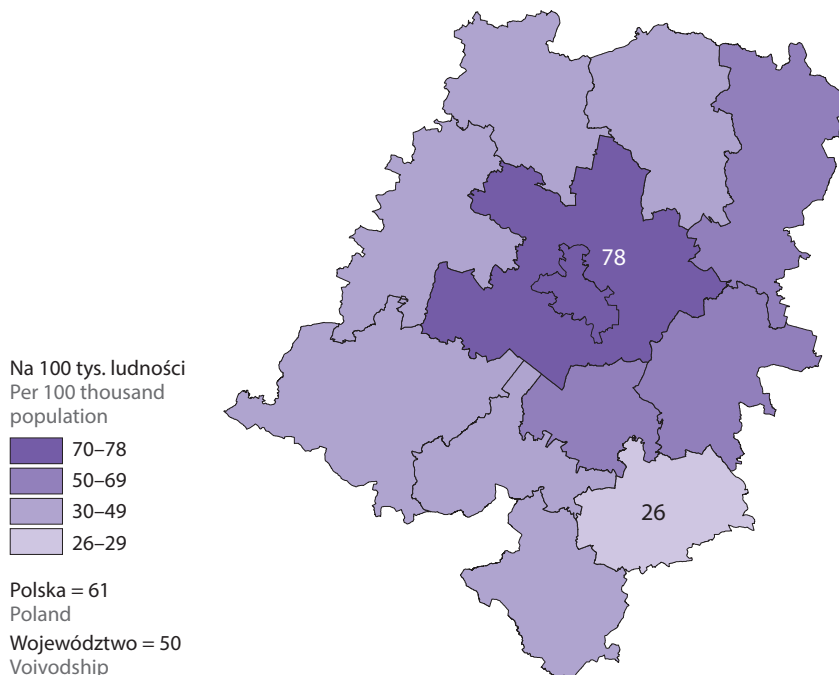 78
26
Na 100 tys. ludności
Per 100 thousand
population
70–78
50–69
30–49
26–29
Polska = 61
Poland
Województwo = 50
Voivodship